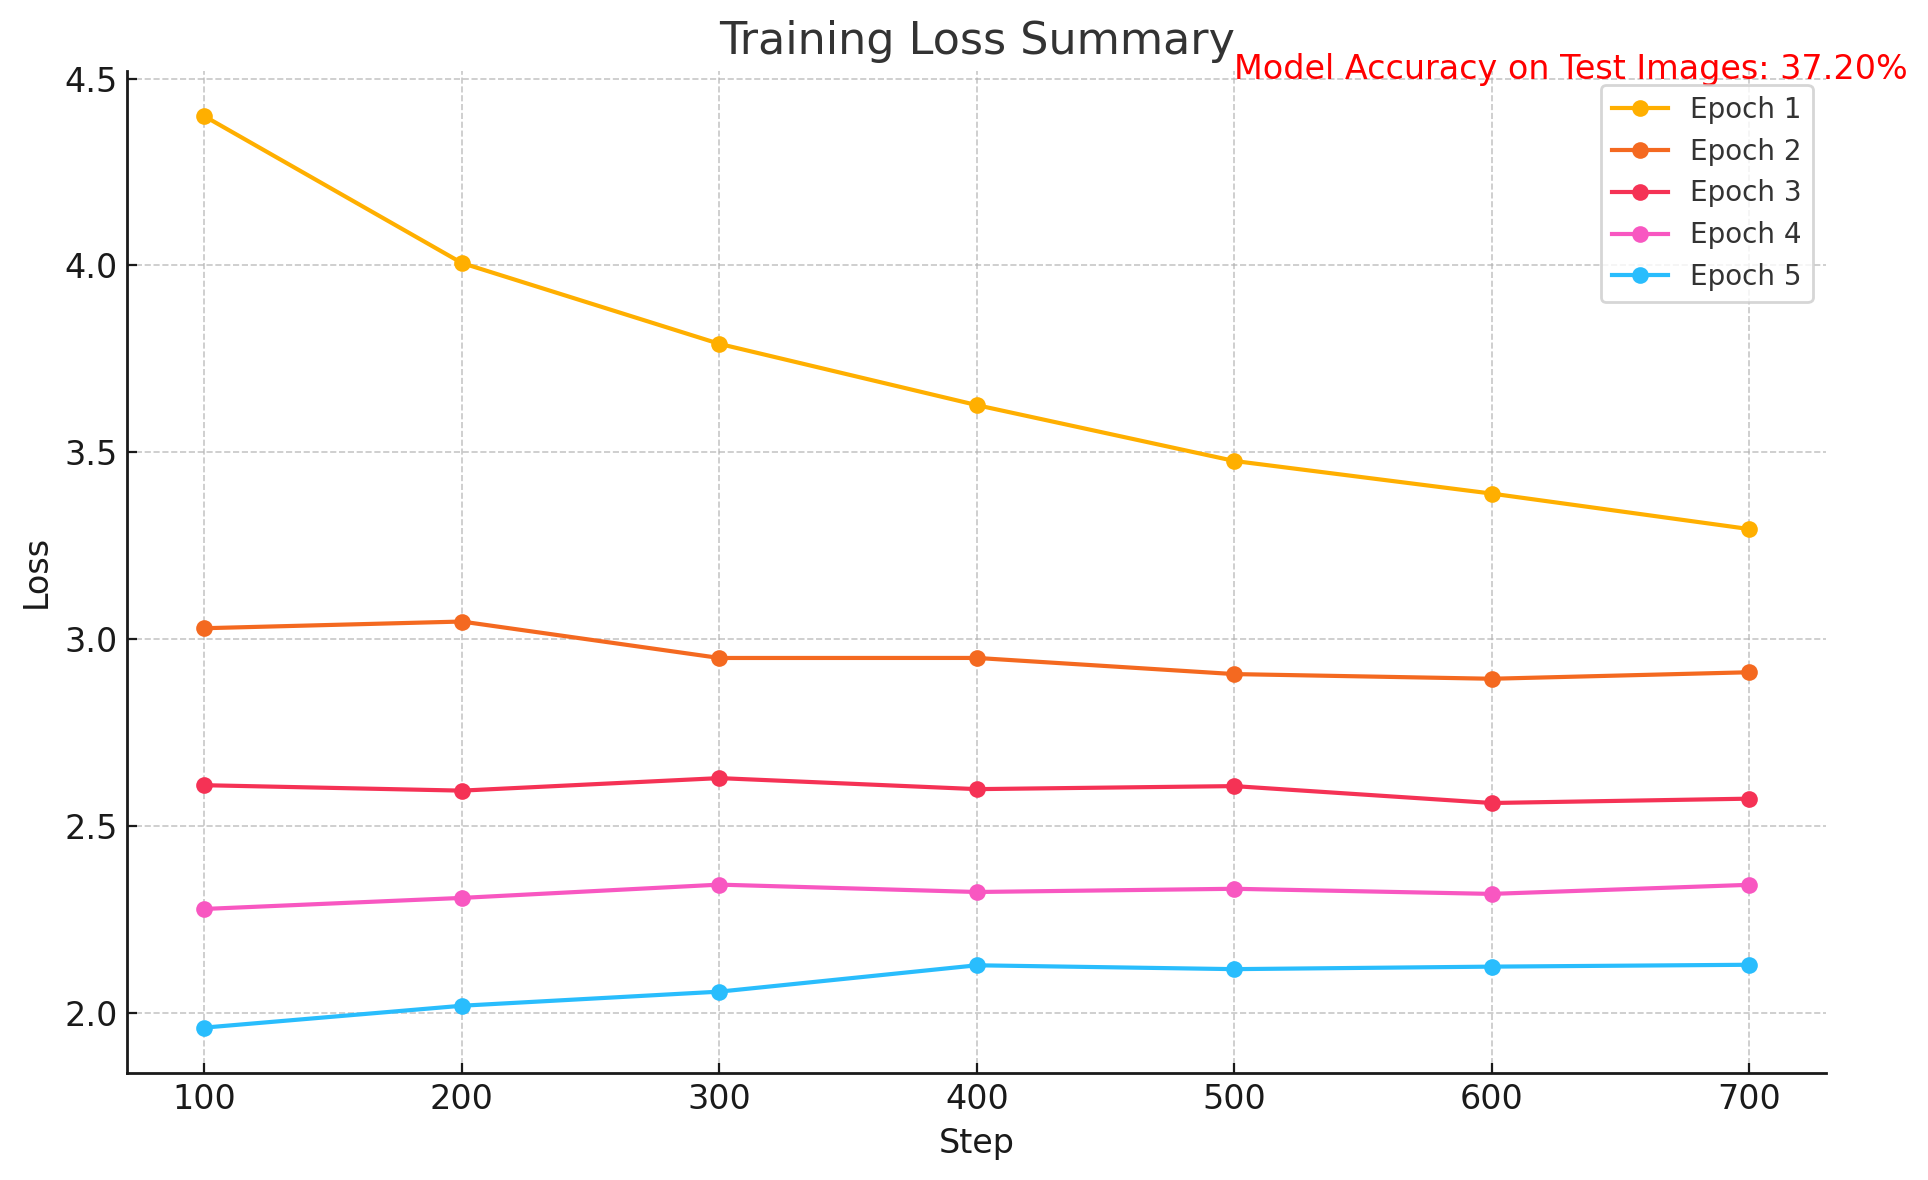 Training Loss Summary
Model Accuracy on Test Images: 37.20%
Epoch 1
Epoch 2
Epoch 3
Epoch 4
Epoch 5
Loss
4.5
4.0
3.5
3.0
2.5
2.0
100 200 300 400 500 600 700
Step